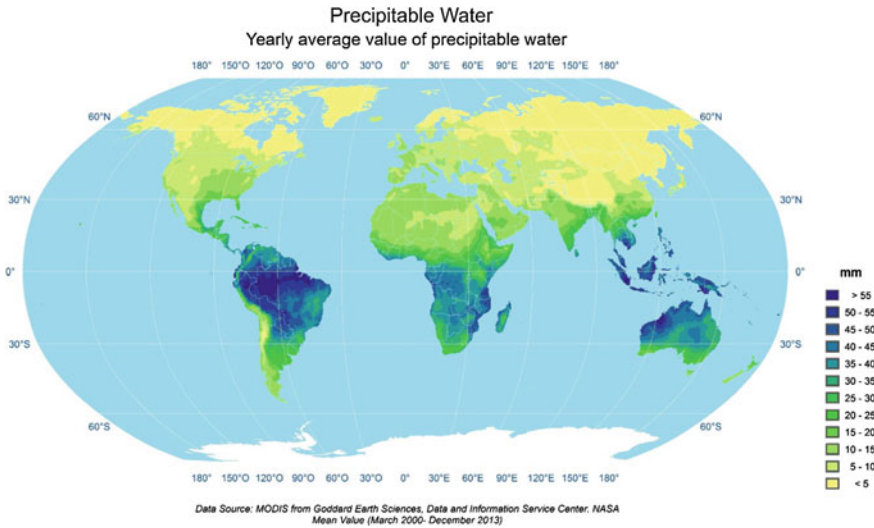 Precipitable Water
Yearly average value of precipitable water
180° 150°O 120°O 90°O 60°O 30°O 0° 30°E 60°E 90°E 120°E 150°E 180°
60°N 60°N
30°N 30°N
0° 0°
30°S 30°S
60°S 60°S
180° 150°O 120°O 90°O 60°O 30°O 0° 30°E 60°E 90°E 120°E 150°E 180°
mm
> 55
50 - 55
45 - 50
40 - 45
35 - 40
30 - 35
25 - 30
20 - 25
15 - 20
10 - 15
5 - 10
< 5
Data Source: MODIS from Goddard Earth Sciences, Data and Information Service Center. NASA
Mean Value (March 2000- December 2013)